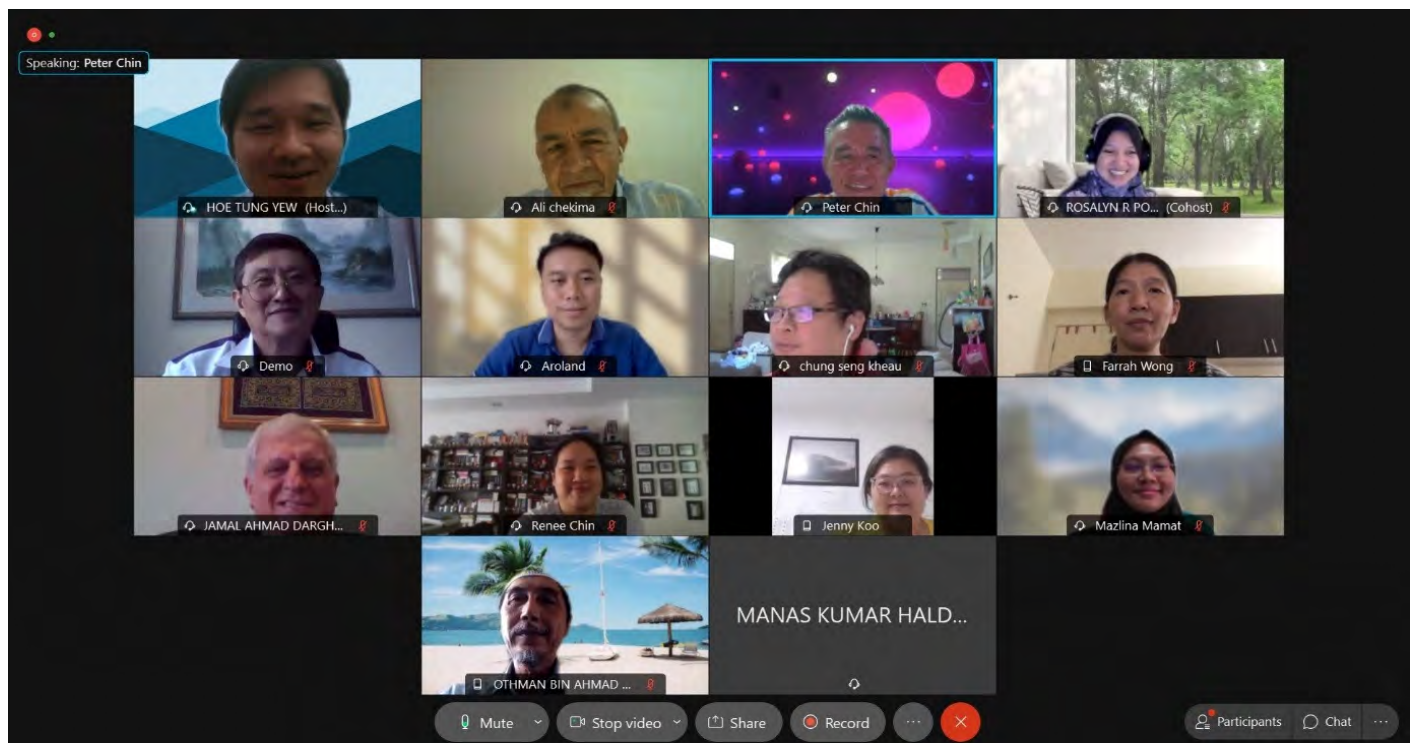 Speaking: Peter Chin
HOE TUNG YEW (Host...)
Ali chekima
Peter Chin
ROSALYN R PO... (Cohost)
Demo
Aroland
chung seng kheau
Farrah Wong
JAMAL AHMAD DARGH...
Renee Chin
Jenny Koo
Mazlina Mamat
OTHMAN BIN AHMAD ...
MANAS KUMAR HALD...
Mute
Stop video
Share
Record
Participants
Chat